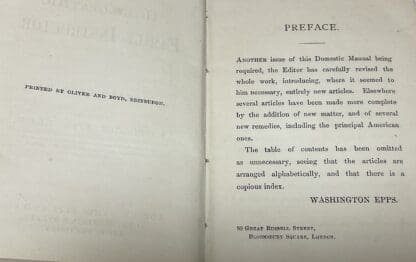 PRINTED BY OLIVER AND BOYD, EDINBURGH.
PREFACE.
ANOTHER issue of this Domestic Manual being
required, the Editor has carefully revised the
whole work, introducing, where it seemed to
him necessary, entirely new articles. Elsewhere
several articles have been made more complete
by the addition of new matter, and of several
new remedies, including the principal American
ones.
The table of contents has been omitted
as unnecessary, seeing that the articles are
arranged alphabetically, and that there is a
copious index.
WASHINGTON EPPS.
GREAT RUSSELL STREET,
BLOOMSBURY SQUARE, LONDON.